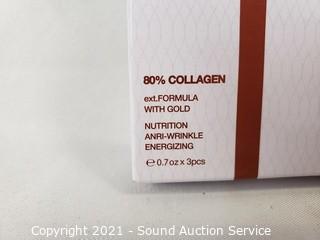 80% COLLAGEN
ext.FORMULA
WITH GOLD
NUTRITION
ANRI-WRINKLE
ENERGIZING
℮ 0.7oz x 3pcs
Copyright 2021 - Sound Auction Service